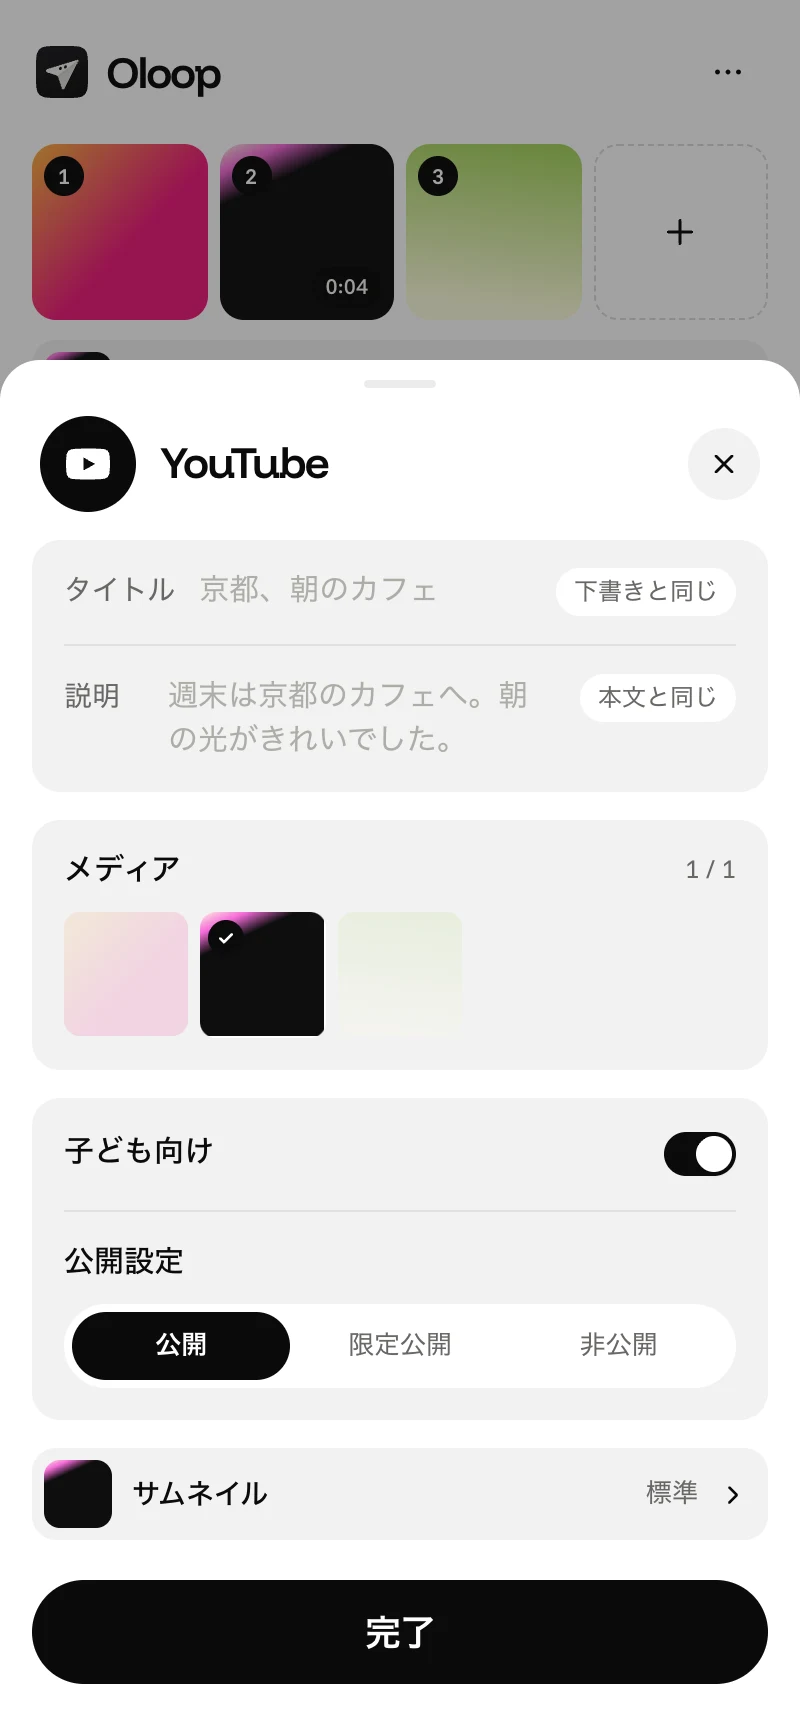 Oloop
1
2
3
0:04
YouTube
タイトル 京都、朝のカフェ 下書きと同じ
説明 週末は京都のカフェへ。朝 本文と同じ
の光がきれいでした。
メディア 1 / 1
子ども向け
公開設定
公開 限定公開 非公開
サムネイル 標準
完了